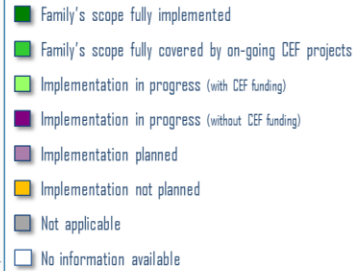 Family's scope fully implemented
Family's scope fully covered by on-going CEF projects
Implementation in progress (with CEF funding)
Implementation in progress (without CEF funding)
Implementation planned
Implementation not planned
Not applicable
No information available